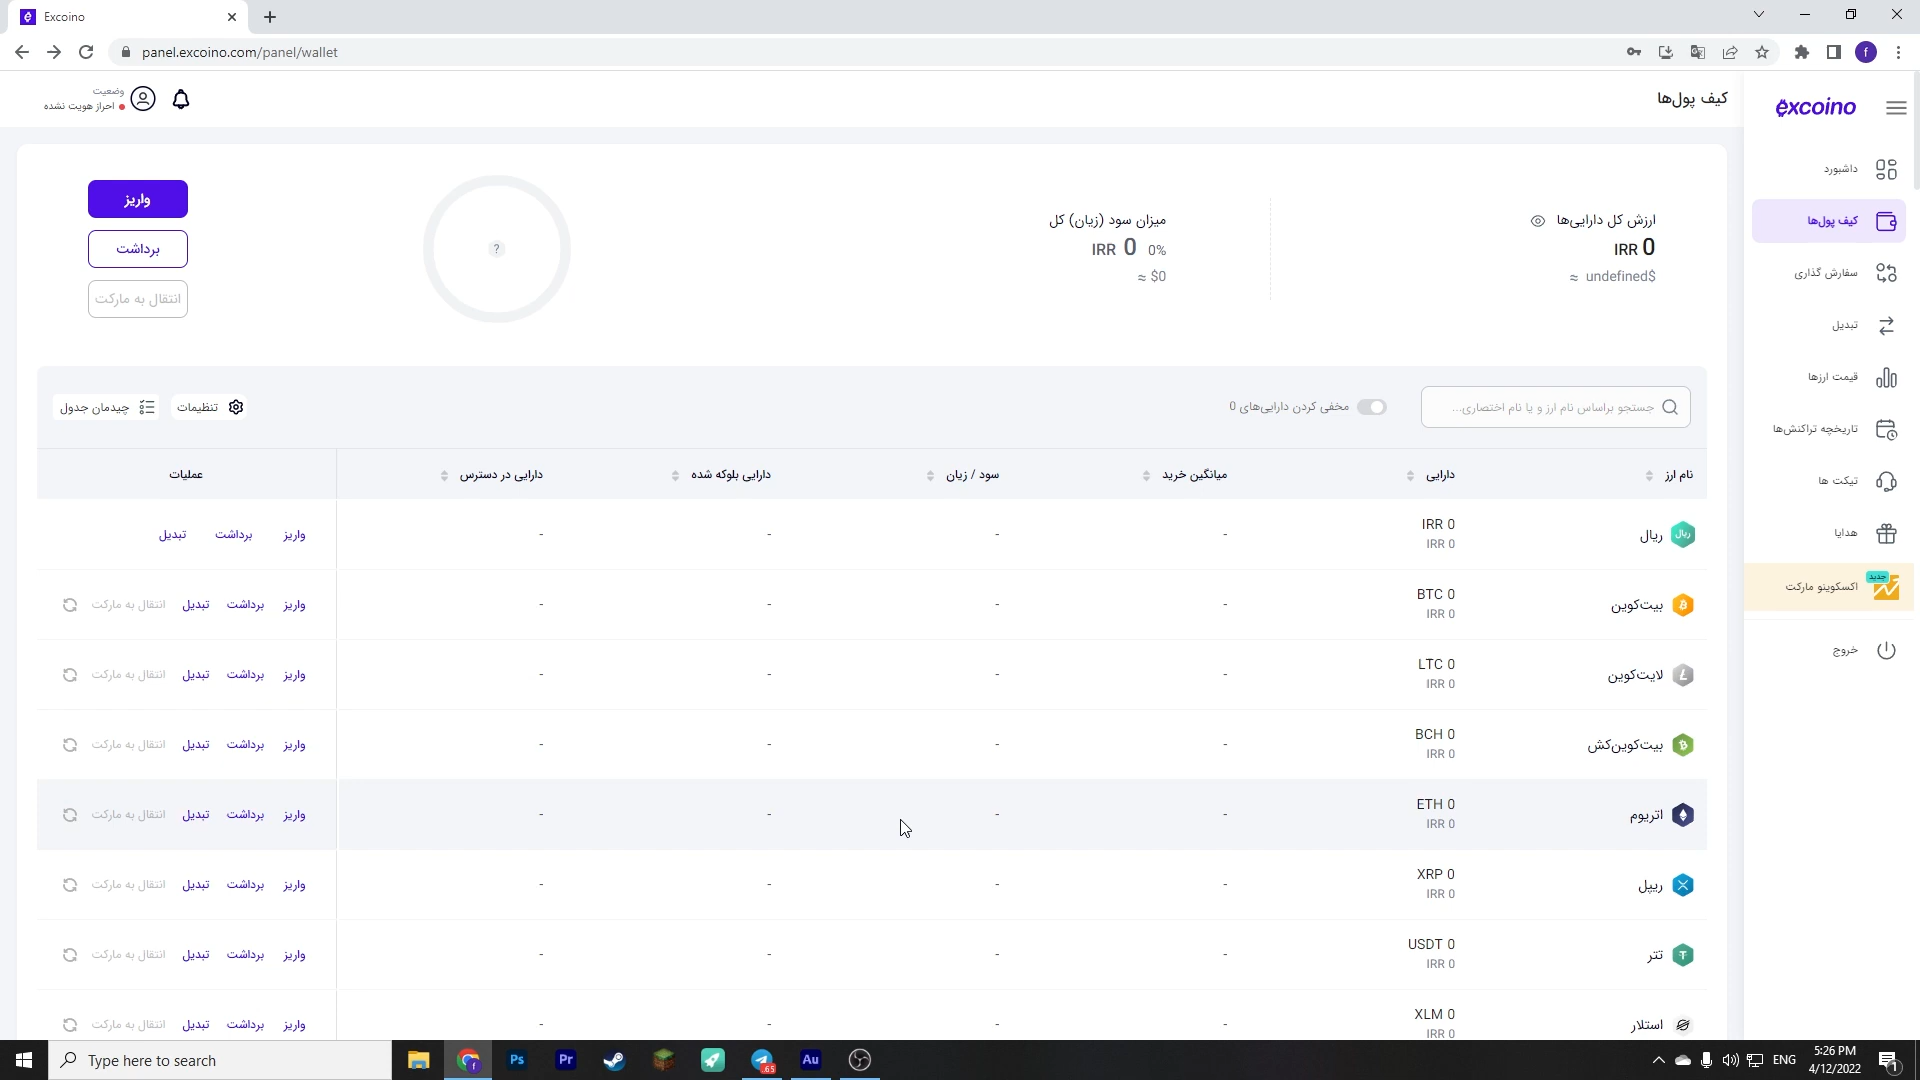 Excoino
panel.excoino.com/panel/wallet
f
excoino
کیف پول‌ها
وضعیت
احراز هویت نشده
داشبورد
کیف پول‌ها
سفارش گذاری
تبدیل
قیمت ارزها
تاریخچه تراکنش‌ها
تیکت ها
هدایا
جدید
اکسکوینو مارکت
خروج
ارزش کل دارایی‌ها
IRR 0
≈ undefined$
میزان سود (زیان) کل
IRR 0 0%
≈ $0
?
واریز
برداشت
انتقال به مارکت
جستجو براساس نام ارز و یا نام اختصاری...
مخفی کردن دارایی‌های 0
تنظیمات
چیدمان جدول
نام ارز دارایی میانگین خرید سود / زیان دارایی بلوکه شده دارایی در دسترس عملیات
ریال ریال IRR 0 - - - - واریز برداشت تبدیل
IRR 0
بیت‌کوین BTC 0 - - - - واریز برداشت تبدیل انتقال به مارکت
IRR 0
لایت‌کوین LTC 0 - - - - واریز برداشت تبدیل انتقال به مارکت
IRR 0
بیت‌کوین‌کش BCH 0 - - - - واریز برداشت تبدیل انتقال به مارکت
IRR 0
اتریوم ETH 0 - - - - واریز برداشت تبدیل انتقال به مارکت
IRR 0
ریپل XRP 0 - - - - واریز برداشت تبدیل انتقال به مارکت
IRR 0
تتر USDT 0 - - - - واریز برداشت تبدیل انتقال به مارکت
IRR 0
استلار XLM 0 - - - - واریز برداشت تبدیل انتقال به مارکت
IRR 0
Type here to search
Ps
Pr
65
Au
ENG
5:26 PM
4/12/2022
1